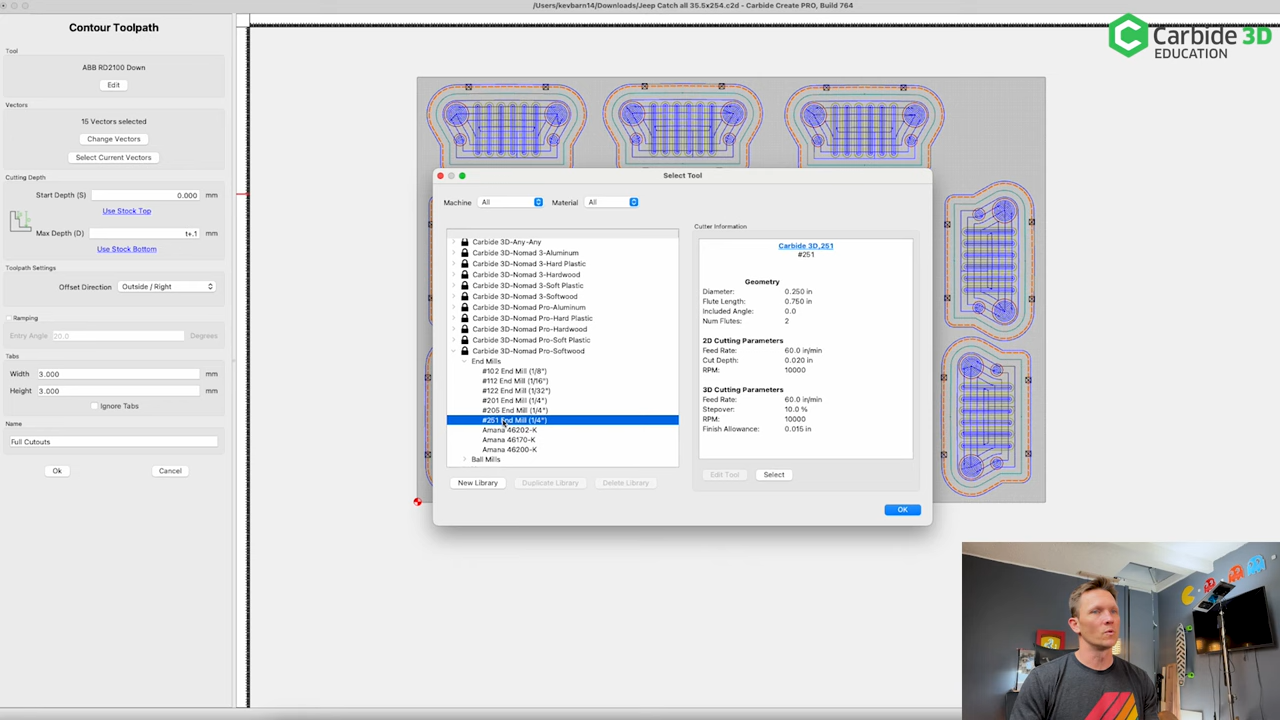 /Users/kevbarn14/Downloads/Jeep Catch all 35.5x254.c2d - Carbide Create PRO, Build 764
Carbide 3D
EDUCATION
Contour Toolpath
Tool
ABB RD2100 Down
Edit
Vectors
15 Vectors selected
Change Vectors
Select Current Vectors
Cutting Depth
Start Depth (S) 0.000 mm
Use Stock Top
Max Depth (D) t+.1 mm
Use Stock Bottom
Toolpath Settings
Offset Direction Outside / Right
Ramping
Entry Angle 20.0 Degrees
Tabs
Width 3.000 mm
Height 3.000 mm
Ignore Tabs
Name
Full Cutouts
Ok Cancel
Select Tool
Machine All Material All
Carbide 3D-Any-Any
Carbide 3D-Nomad 3-Aluminum
Carbide 3D-Nomad 3-Hard Plastic
Carbide 3D-Nomad 3-Hardwood
Carbide 3D-Nomad 3-Soft Plastic
Carbide 3D-Nomad 3-Softwood
Carbide 3D-Nomad Pro-Aluminum
Carbide 3D-Nomad Pro-Hard Plastic
Carbide 3D-Nomad Pro-Hardwood
Carbide 3D-Nomad Pro-Soft Plastic
Carbide 3D-Nomad Pro-Softwood
End Mills
#102 End Mill (1/8")
#112 End Mill (1/16")
#122 End Mill (1/32")
#201 End Mill (1/4")
#205 End Mill (1/4")
#251 End Mill (1/4")
Amana 46202-K
Amana 46170-K
Amana 46200-K
Ball Mills
New Library Duplicate Library Delete Library
Cutter Information
Carbide 3D,251
#251
Geometry
Diameter: 0.250 in
Flute Length: 0.750 in
Included Angle: 0.0
Num Flutes: 2
2D Cutting Parameters
Feed Rate: 60.0 in/min
Cut Depth: 0.020 in
RPM: 10000
3D Cutting Parameters
Feed Rate: 60.0 in/min
Stepover: 10.0 %
RPM: 10000
Finish Allowance: 0.015 in
Edit Tool Select
OK